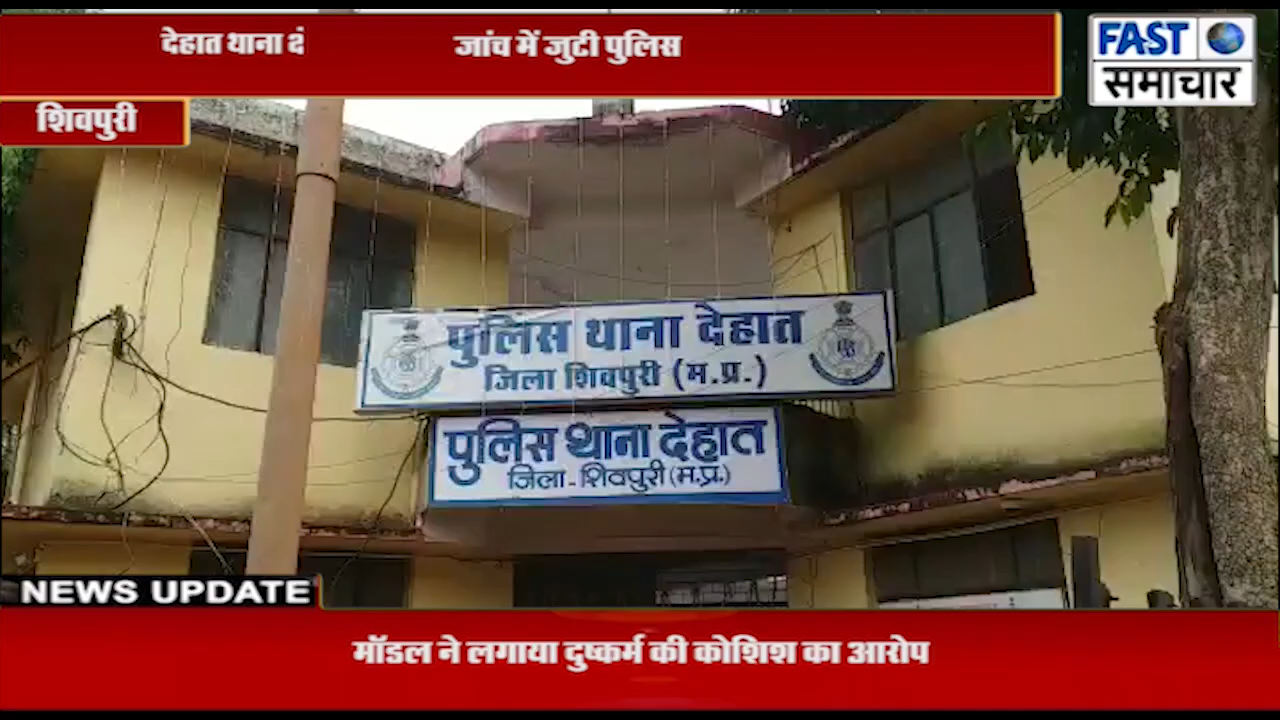 देहात थाना
जांच में जुटी पुलिस
FAST
समाचार
शिवपुरी
पुलिस थाना देहात
जिला शिवपुरी (म.प्र.)
पुलिस थाना देहात
जिला-शिवपुरी (म.प्र.)
NEWS UPDATE
मॉडल ने लगाया दुष्कर्म की कोशिश का आरोप